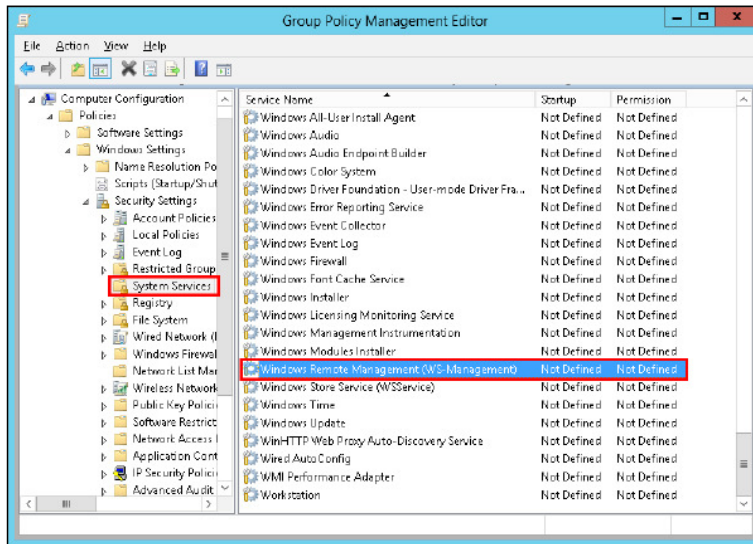 Group Policy Management Editor
File Action View Help
Computer Configuration
Policies
Software Settings
Windows Settings
Name Resolution Po
Scripts (Startup/Shut
Security Settings
Account Policies
Local Policies
Event Log
Restricted Group
System Services
Registry
File System
Wired Network (I
Windows Firewal
Network List Mar
Wireless Network
Public Key Polici
Software Restrict
Network Access
Application Cont
IP Security Polici
Advanced Audit
Service Name Startup Permission
Windows All-User Install Agent Not Defined Not Defined
Windows Audio Not Defined Not Defined
Windows Audio Endpoint Builder Not Defined Not Defined
Windows Color System Not Defined Not Defined
Windows Driver Foundation - User-mode Driver Fra... Not Defined Not Defined
Windows Error Reporting Service Not Defined Not Defined
Windows Event Collector Not Defined Not Defined
Windows Event Log Not Defined Not Defined
Windows Firewall Not Defined Not Defined
Windows Font Cache Service Not Defined Not Defined
Windows Installer Not Defined Not Defined
Windows Licensing Monitoring Service Not Defined Not Defined
Windows Management Instrumentation Not Defined Not Defined
Windows Modules Installer Not Defined Not Defined
Windows Remote Management (WS-Management) Not Defined Not Defined
Windows Store Service (WSService) Not Defined Not Defined
Windows Time Not Defined Not Defined
Windows Update Not Defined Not Defined
WinHTTP Web Proxy Auto-Discovery Service Not Defined Not Defined
Wired AutoConfig Not Defined Not Defined
WMI Performance Adapter Not Defined Not Defined
Workstation Not Defined Not Defined